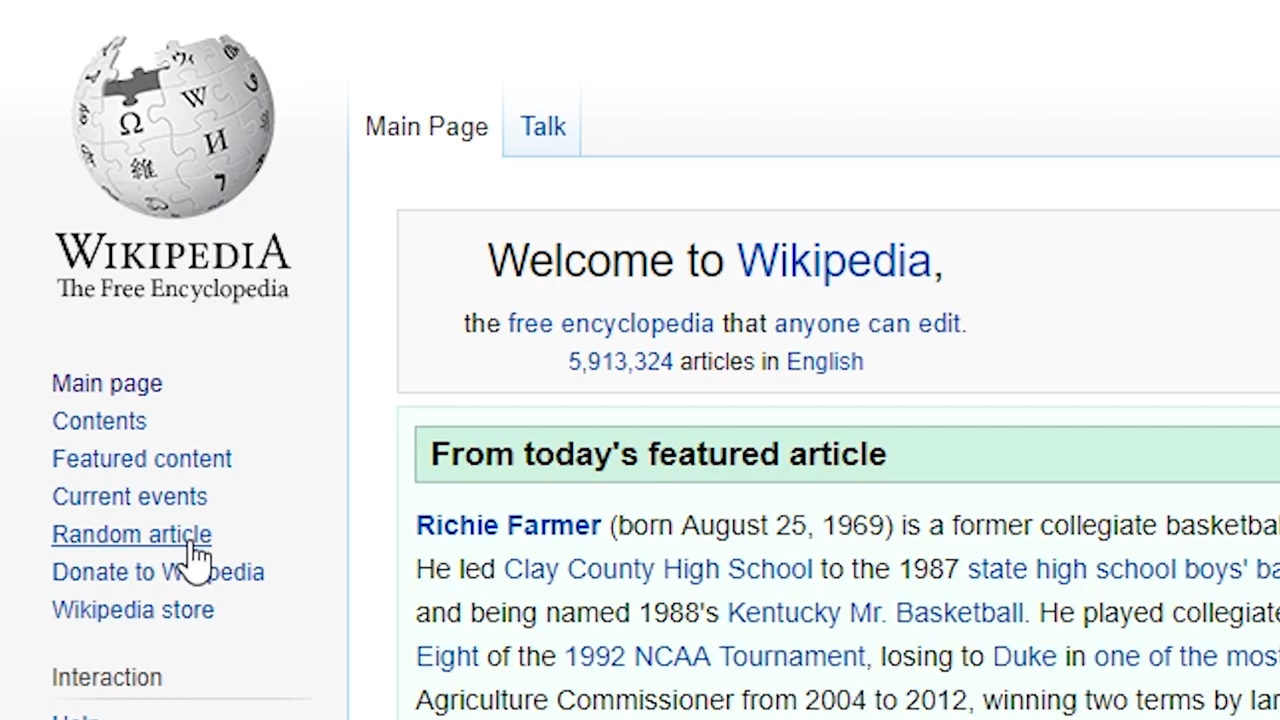 WIKIPEDIA
The Free Encyclopedia
Main page
Contents
Featured content
Current events
Random article
Donate to Wikipedia
Wikipedia store
Interaction
Main Page
Talk
Welcome to Wikipedia,
the free encyclopedia that anyone can edit.
5,913,324 articles in English
From today's featured article
Richie Farmer (born August 25, 1969) is a former collegiate
He led Clay County High School to the 1987 state high school boys'
and being named 1988's Kentucky Mr. Basketball. He played
Eight of the 1992 NCAA Tournament, losing to Duke in one of the
Agriculture Commissioner from 2004 to 2012, winning two terms by